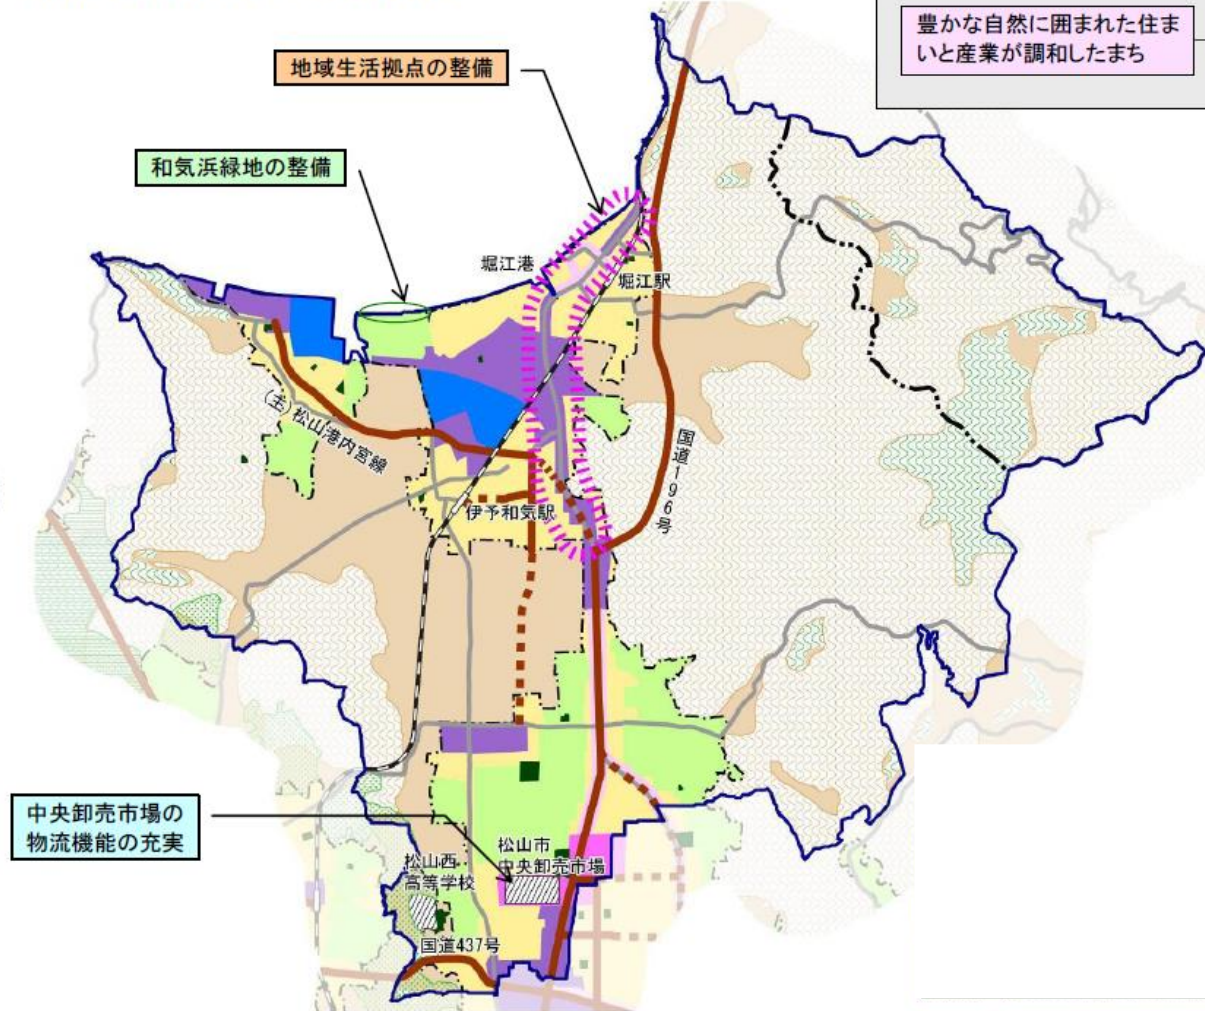 豊かな自然に囲まれた住ま
いと産業が調和したまち
地域生活拠点の整備
和気浜緑地の整備
堀江港
堀江駅
(主)松山港内宮線
国道196号
伊予和気駅
中央卸売市場の
物流機能の充実
松山市
中央卸売市場
松山西
高等学校
国道437号